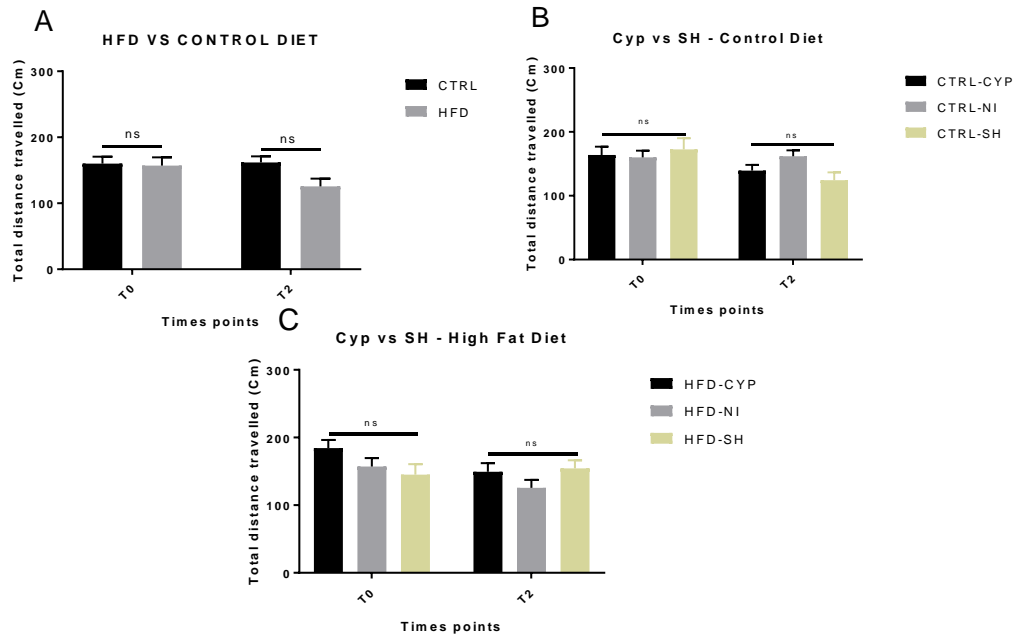 A
HFD VS CONTROL DIET
Total distance travelled (Cm)
300
200
100
0
ns
ns
T0
T2
Times points
CTRL
HFD
B
Cyp vs SH - Control Diet
Total distance travelled (Cm)
300
200
100
0
ns
ns
T0
T2
Times points
CTRL-CYP
CTRL-NI
CTRL-SH
C
Cyp vs SH - High Fat Diet
Total distance travelled (Cm)
300
200
100
0
ns
ns
T0
T2
Times points
HFD-CYP
HFD-NI
HFD-SH